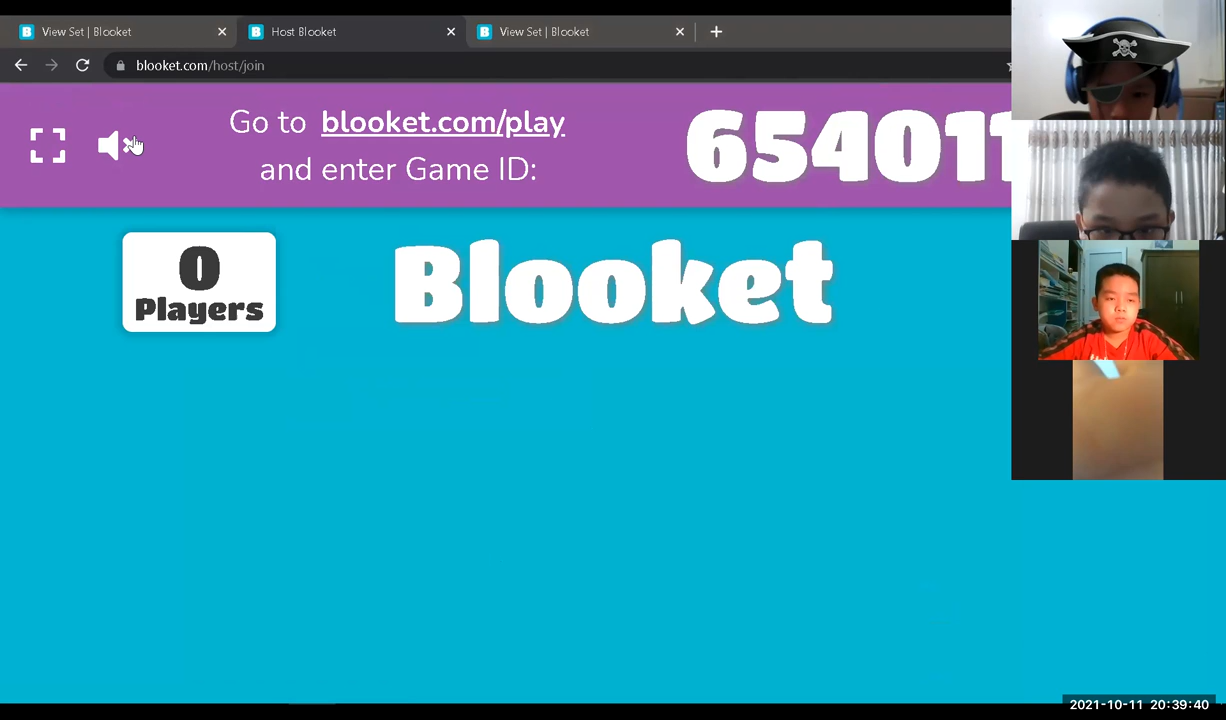 View Set | Blooket
Host Blooket
View Set | Blooket
blooket.com/host/join
Go to blooket.com/play
and enter Game ID:
654011
0
Players
Blooket
2021-10-11 20:39:40